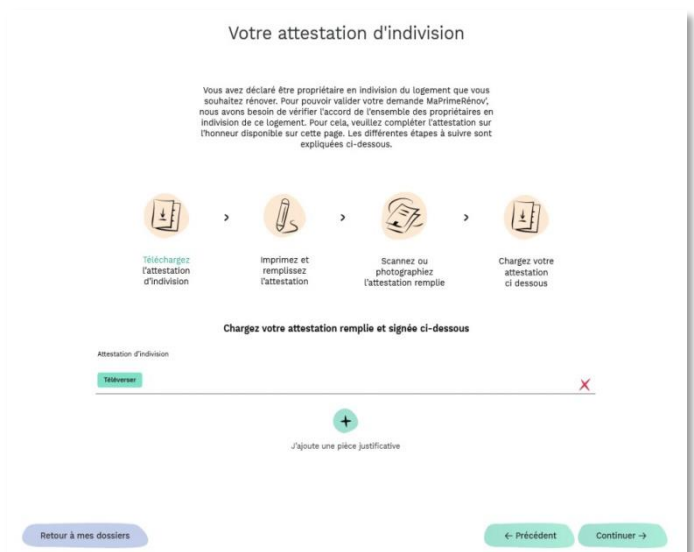 Votre attestation d'indivision
Vous avez déclaré être propriétaire en indivision du logement que vous
souhaitez rénover. Pour pouvoir valider votre demande MaPrimeRénov',
nous avons besoin de vérifier l'accord de l'ensemble des propriétaires en
indivision de ce logement. Pour cela, veuillez compléter l'attestation sur
l'honneur disponible sur cette page. Les différentes étapes à suivre sont
expliquées ci-dessous.
Téléchargez
l'attestation
d'indivision
Imprimez et
remplissez
l'attestation
Scannez ou
photographiez
l'attestation remplie
Chargez votre
attestation
ci dessous
Chargez votre attestation remplie et signée ci-dessous
Attestation d'indivision
Téléverser
J'ajoute une pièce justificative
Retour à mes dossiers
← Précédent
Continuer →